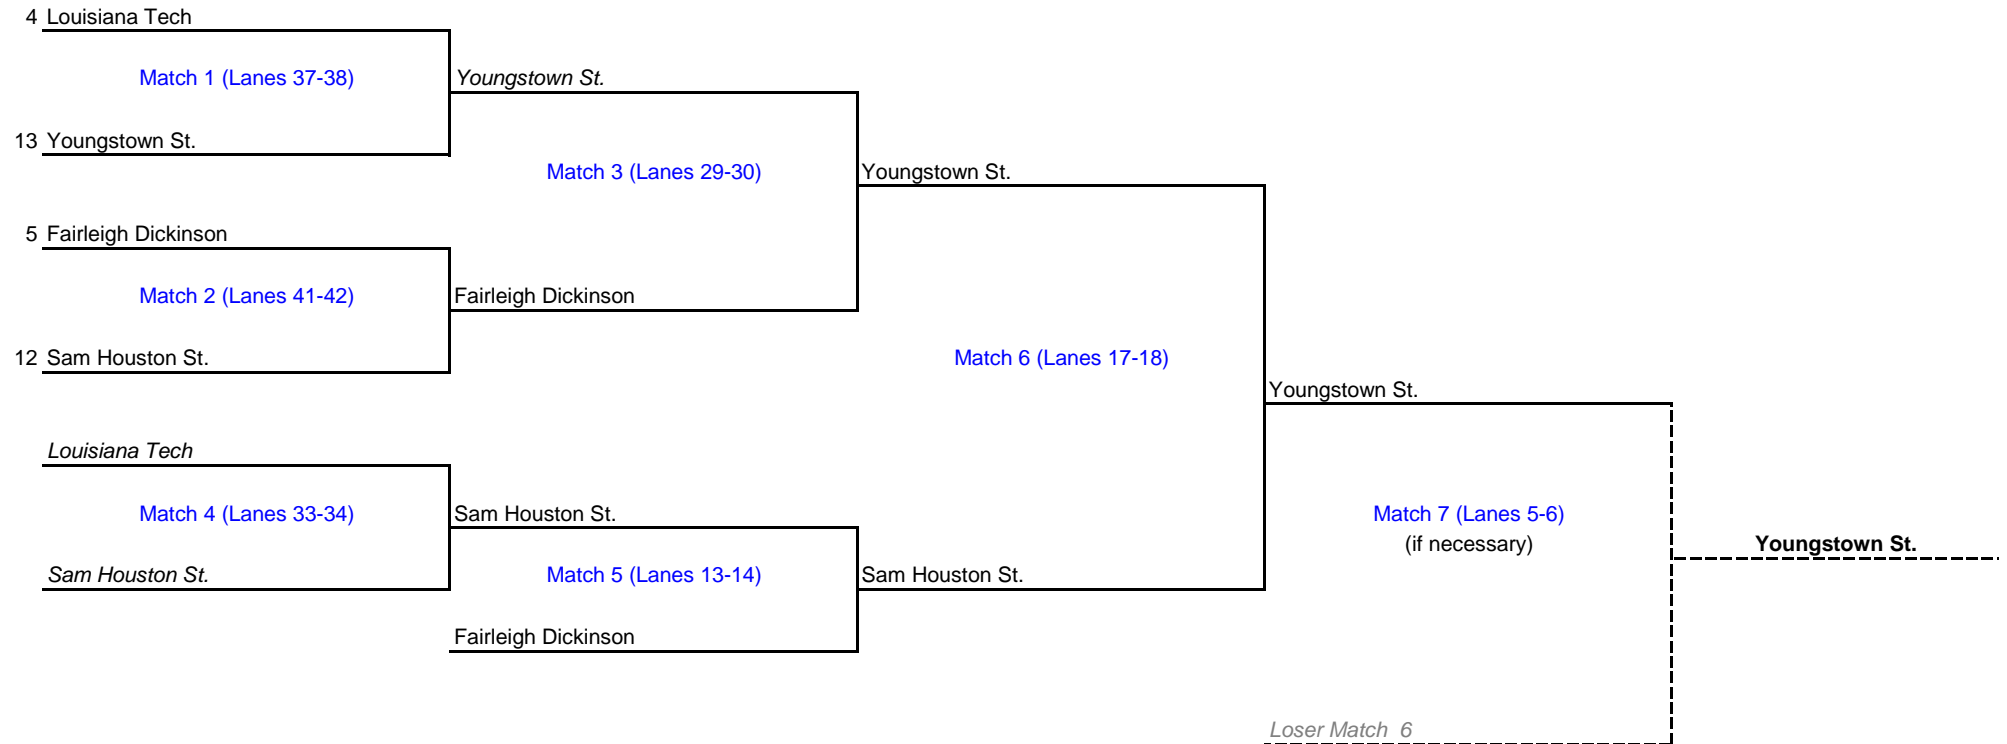 4 Louisiana Tech
Match 1 (Lanes 37-38)
Youngstown St.
13 Youngstown St.
Match 3 (Lanes 29-30)
Youngstown St.
5 Fairleigh Dickinson
Match 2 (Lanes 41-42)
Fairleigh Dickinson
12 Sam Houston St.
Match 6 (Lanes 17-18)
Youngstown St.
Louisiana Tech
Match 4 (Lanes 33-34)
Sam Houston St.
Match 7 (Lanes 5-6)
(if necessary)
Youngstown St.
Sam Houston St.
Match 5 (Lanes 13-14)
Sam Houston St.
Fairleigh Dickinson
Loser Match 6